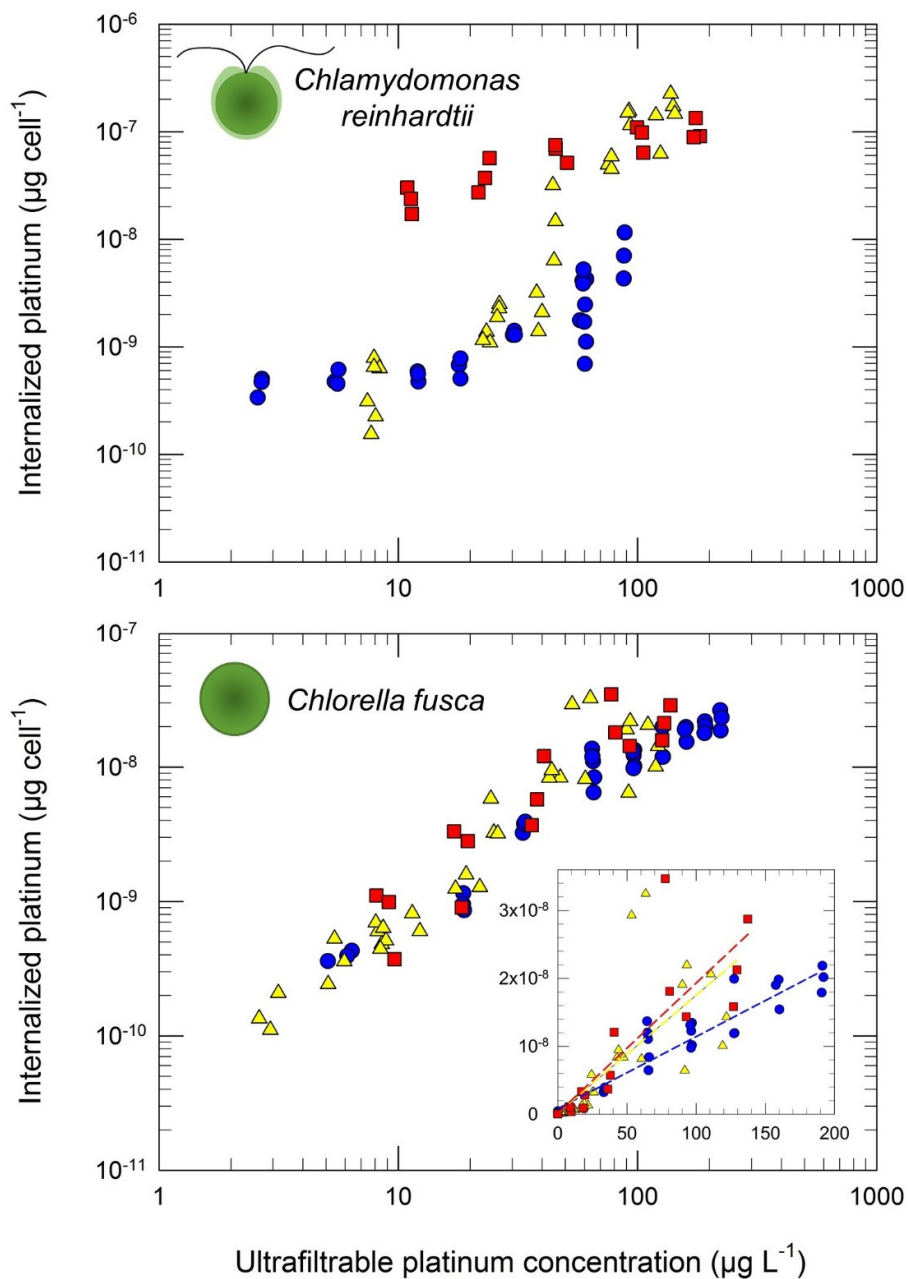 10⁻⁶
Chlamydomonas
reinhardtii
10⁻⁷
10⁻⁸
10⁻⁹
10⁻¹⁰
10⁻¹¹
Internalized platinum (µg cell⁻¹)
1 10 100 1000
10⁻⁷
Chlorella fusca
10⁻⁸
10⁻⁹
10⁻¹⁰
10⁻¹¹
Internalized platinum (µg cell⁻¹)
3x10⁻⁸
2x10⁻⁸
1x10⁻⁸
0
0 50 100 150 200
1 10 100 1000
Ultrafiltrable platinum concentration (µg L⁻¹)